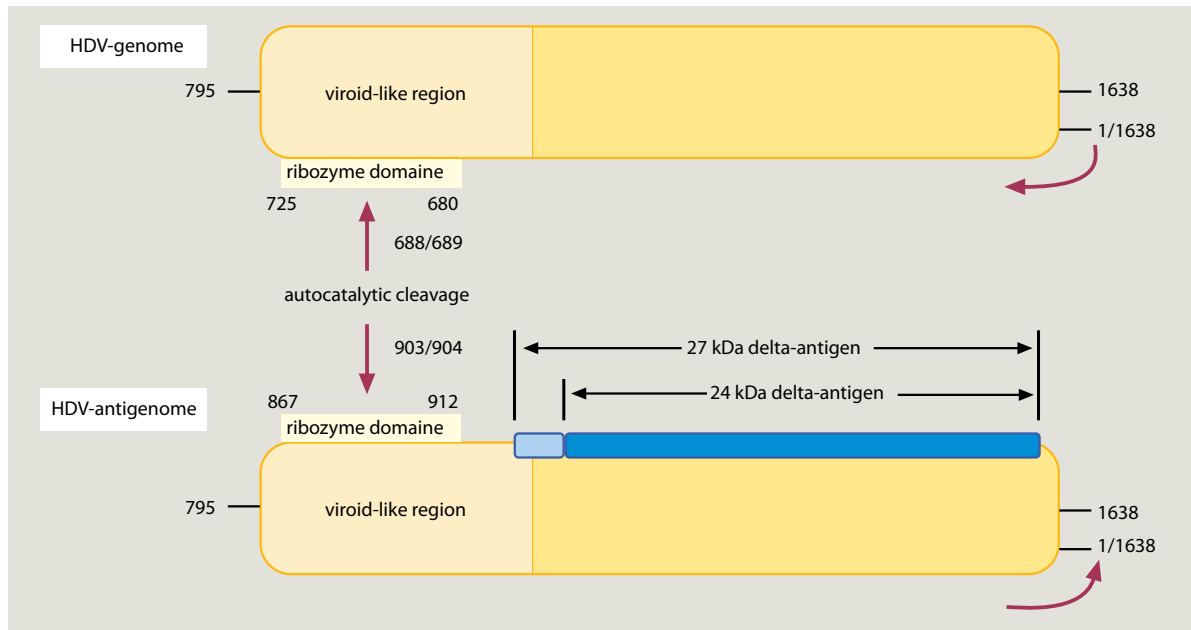 HDV-genome
795
viroid-like region
1638
1/1638
ribozyme domaine
725 680
688/689
autocatalytic cleavage
903/904
27 kDa delta-antigen
24 kDa delta-antigen
HDV-antigenome
867 912
ribozyme domaine
795
viroid-like region
1638
1/1638